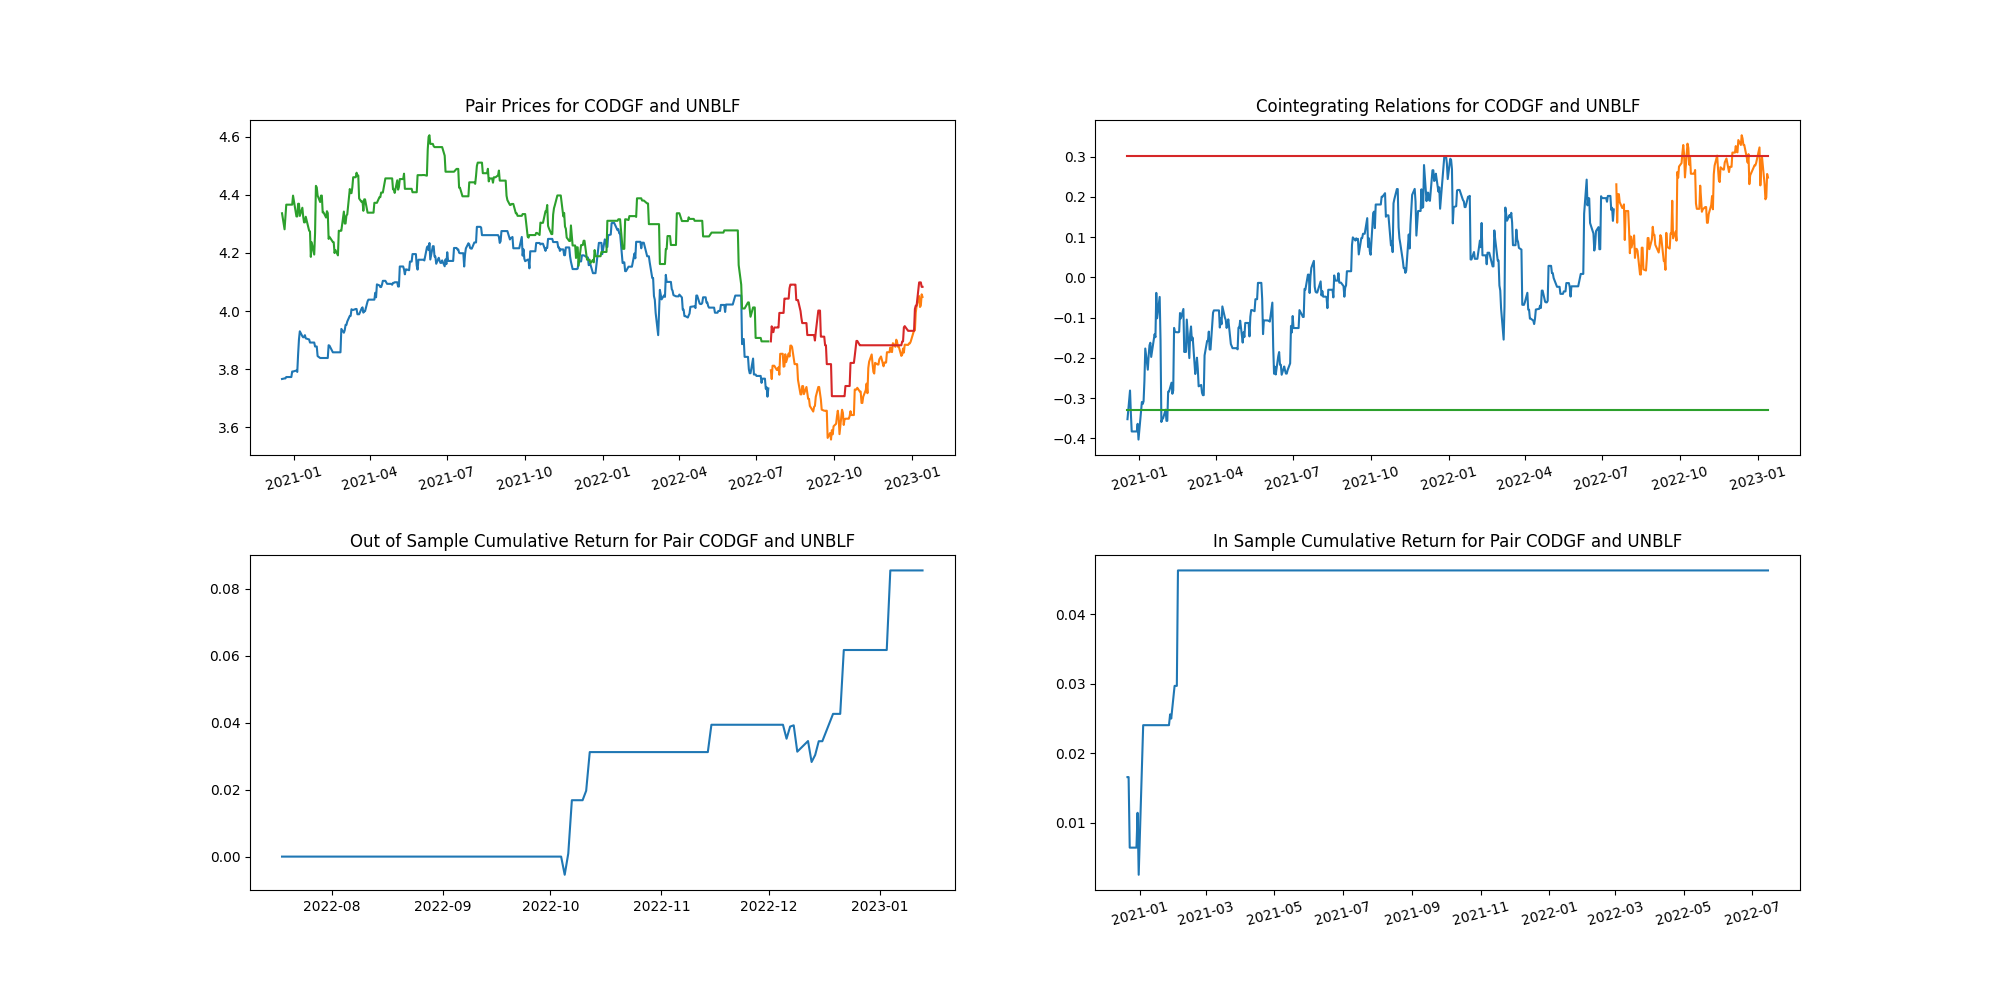 Pair Prices for CODGF and UNBLF
4.6
4.4
4.2
4.0
3.8
3.6
2021-01 2021-04 2021-07 2021-10 2022-01 2022-04 2022-07 2022-10 2023-01
Cointegrating Relations for CODGF and UNBLF
0.3
0.2
0.1
0.0
−0.1
−0.2
−0.3
−0.4
2021-01 2021-04 2021-07 2021-10 2022-01 2022-04 2022-07 2022-10 2023-01
Out of Sample Cumulative Return for Pair CODGF and UNBLF
0.08
0.06
0.04
0.02
0.00
2022-08 2022-09 2022-10 2022-11 2022-12 2023-01
In Sample Cumulative Return for Pair CODGF and UNBLF
0.04
0.03
0.02
0.01
2021-01 2021-03 2021-05 2021-07 2021-09 2021-11 2022-01 2022-03 2022-05 2022-07